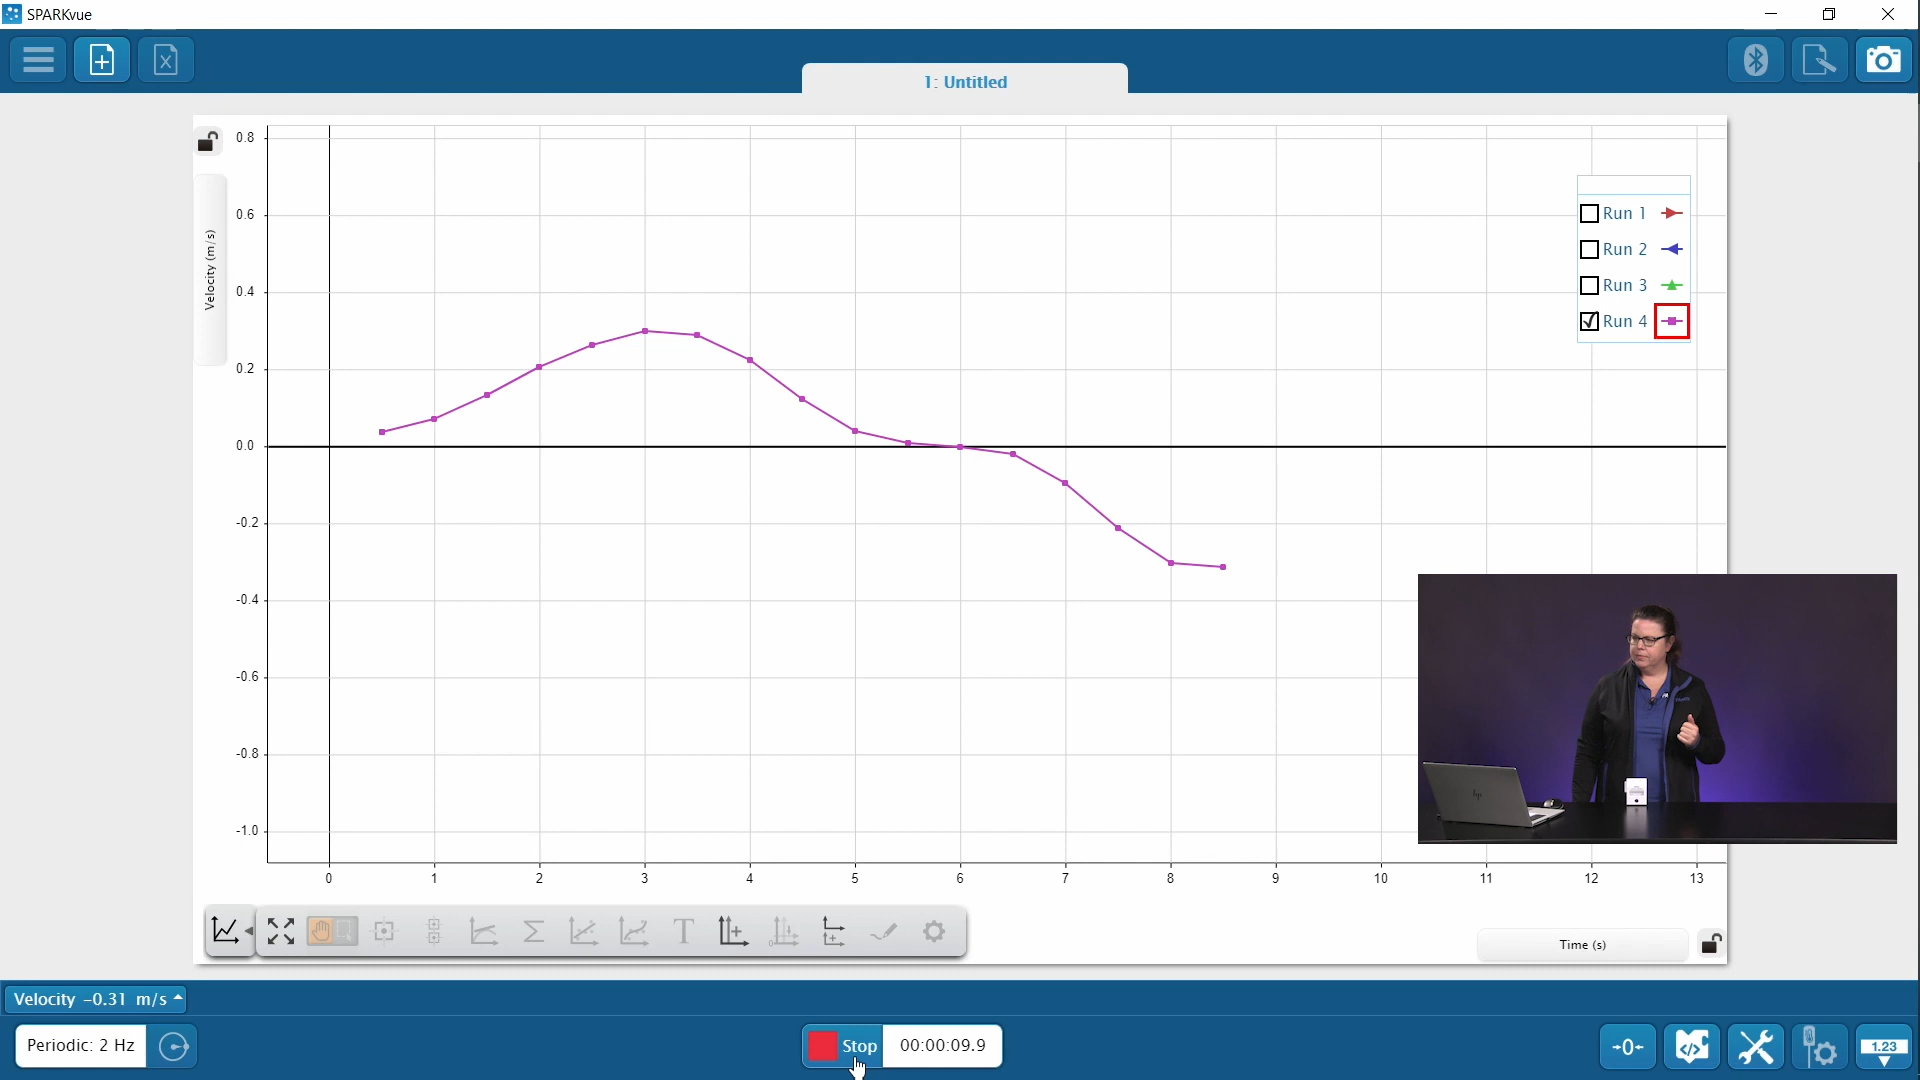 SPARKvue
1: Untitled
0.8
0.6
0.4
0.2
0.0
-0.2
-0.4
-0.6
-0.8
-1.0
Velocity (m/s)
Run 1
Run 2
Run 3
Run 4
0 1 2 3 4 5 6 7 8 9 10 11 12 13
Time (s)
Velocity -0.31 m/s
Periodic: 2 Hz
Stop
00:00:09.9
1.23
hp